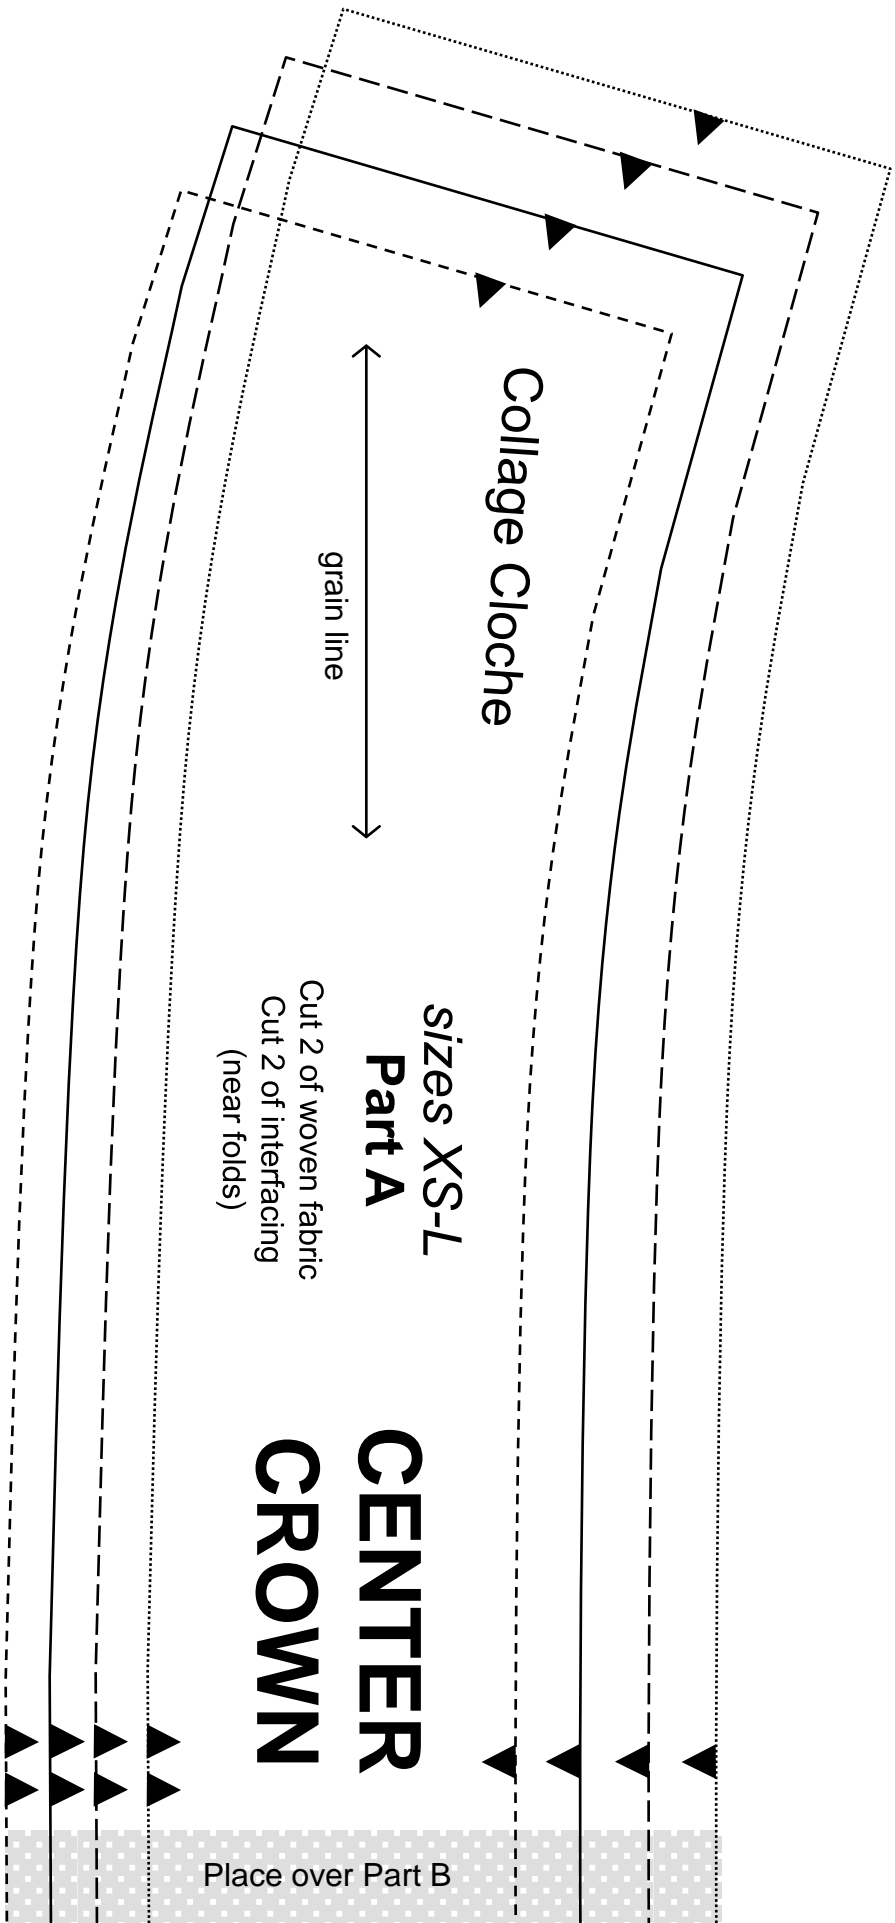 Collage Cloche
grain line
sizes XS-L
Part A
Cut 2 of woven fabric
Cut 2 of interfacing
(near folds)
CENTER
CROWN
Place over Part B